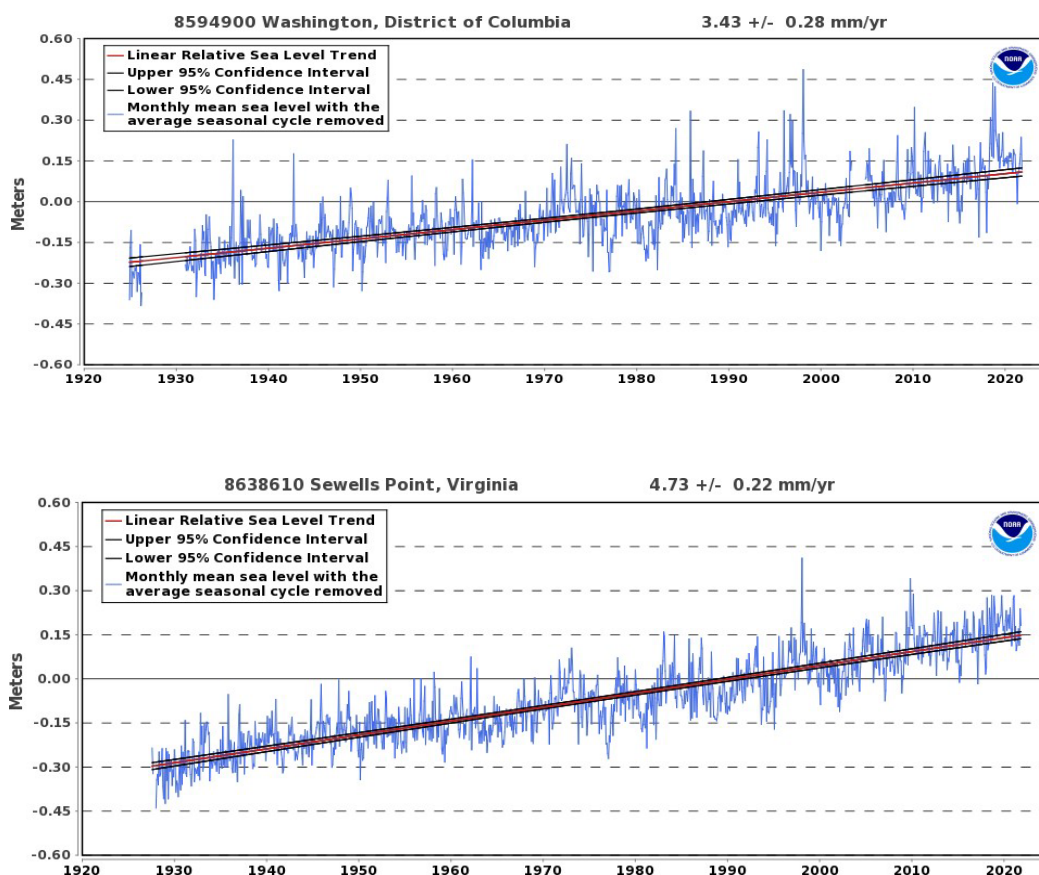 8594900 Washington, District of Columbia 3.43 +/- 0.28 mm/yr
0.60
0.45
0.30
0.15
0.00
-0.15
-0.30
-0.45
-0.60
Meters
Linear Relative Sea Level Trend
Upper 95% Confidence Interval
Lower 95% Confidence Interval
Monthly mean sea level with the
average seasonal cycle removed
NOAA
1920 1930 1940 1950 1960 1970 1980 1990 2000 2010 2020
8638610 Sewells Point, Virginia 4.73 +/- 0.22 mm/yr
0.60
0.45
0.30
0.15
0.00
-0.15
-0.30
-0.45
-0.60
Meters
Linear Relative Sea Level Trend
Upper 95% Confidence Interval
Lower 95% Confidence Interval
Monthly mean sea level with the
average seasonal cycle removed
NOAA
1920 1930 1940 1950 1960 1970 1980 1990 2000 2010 2020